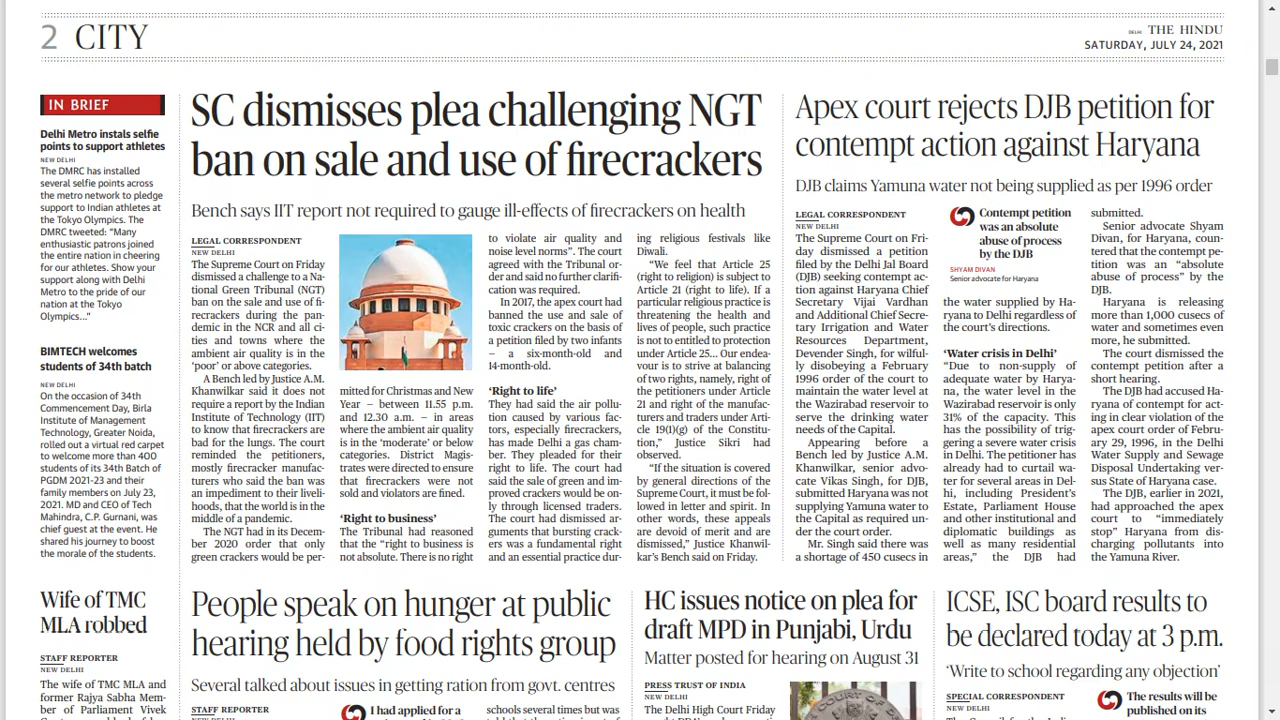 2 CITY
DELHI THE HINDU
SATURDAY, JULY 24, 2021
IN BRIEF
Delhi Metro instals selfie
points to support athletes
NEW DELHI
The DMRC has installed
several selfie points across
the metro network to pledge
support to Indian athletes at
the Tokyo Olympics. The
DMRC tweeted: "Many
enthusiastic patrons joined
the entire nation in cheering
for our athletes. Show your
support along with Delhi
Metro to the pride of our
nation at the Tokyo
Olympics..."
BIMTECH welcomes
students of 34th batch
NEW DELHI
On the occasion of 34th
Commencement Day, Birla
Institute of Management
Technology, Greater Noida,
rolled out a virtual red carpet
to welcome more than 400
students of its 34th Batch of
PGDM 2021-23 and their
family members on July 23,
2021. MD and CEO of Tech
Mahindra, C.P. Gurnani, was
chief guest at the event. He
shared his journey to boost
the morale of the students.
SC dismisses plea challenging NGT
ban on sale and use of firecrackers
Bench says IIT report not required to gauge ill-effects of firecrackers on health
LEGAL CORRESPONDENT
NEW DELHI
The Supreme Court on Friday
dismissed a challenge to a Na-
tional Green Tribunal (NGT)
ban on the sale and use of fi-
recrackers during the pan-
demic in the NCR and all ci-
ties and towns where the
ambient air quality is in the
'poor' or above categories.
A Bench led by Justice A.M.
Khanwilkar said it does not
require a report by the Indian
Institute of Technology (IIT)
to know that firecrackers are
bad for the lungs. The court
reminded the petitioners,
mostly firecracker manufac-
turers who said the ban was
an impediment to their liveli-
hoods, that the world is in the
middle of a pandemic.
The NGT had in its Decem-
ber 2020 order that only
green crackers would be per-
mitted for Christmas and New
Year – between 11.55 p.m.
and 12.30 a.m. – in areas
where the ambient air quality
is in the 'moderate' or below
categories. District Magis-
trates were directed to ensure
that firecrackers were not
sold and violators are fined.
'Right to business'
The Tribunal had reasoned
that the "right to business is
not absolute. There is no right
to violate air quality and
noise level norms". The court
agreed with the Tribunal or-
der and said no further clarifi-
cation was required.
In 2017, the apex court had
banned the use and sale of
toxic crackers on the basis of
a petition filed by two infants
– a six-month-old and
14-month-old.
'Right to life'
They had said the air pollu-
tion caused by various fac-
tors, especially firecrackers,
has made Delhi a gas cham-
ber. They pleaded for their
right to life. The court had
said the sale of green and im-
proved crackers would be on-
ly through licensed traders.
The court had dismissed ar-
guments that bursting crack-
ers was a fundamental right
and an essential practice dur-
ing religious festivals like
Diwali.
"We feel that Article 25
(right to religion) is subject to
Article 21 (right to life). If a
particular religious practice is
threatening the health and
lives of people, such practice
is not to entitled to protection
under Article 25... Our endea-
vour is to strive at balancing
of two rights, namely, right of
the petitioners under Article
21 and right of the manufac-
turers and traders under Arti-
cle 19(1)(g) of the Constitu-
tion," Justice Sikri had
observed.
"If the situation is covered
by general directions of the
Supreme Court, it must be fol-
lowed in letter and spirit. In
other words, these appeals
are devoid of merit and are
dismissed," Justice Khanwil-
kar's Bench said on Friday.
Apex court rejects DJB petition for
contempt action against Haryana
DJB claims Yamuna water not being supplied as per 1996 order
LEGAL CORRESPONDENT
NEW DELHI
The Supreme Court on Fri-
day dismissed a petition
filed by the Delhi Jal Board
(DJB) seeking contempt ac-
tion against Haryana Chief
Secretary Vijai Vardhan
and Additional Chief Secre-
tary Irrigation and Water
Resources Department,
Devender Singh, for wilful-
ly disobeying a February
1996 order of the court to
maintain the water level at
the Wazirabad reservoir to
serve the drinking water
needs of the Capital.
Appearing before a
Bench led by Justice A.M.
Khanwilkar, senior advo-
cate Vikas Singh, for DJB,
submitted Haryana was not
supplying Yamuna water to
the Capital as required un-
der the court order.
Mr. Singh said there was
a shortage of 450 cusecs in
Contempt petition
was an absolute
abuse of process
by the DJB
SHYAM DIVAN
Senior advocate for Haryana
the water supplied by Ha-
ryana to Delhi regardless of
the court's directions.
'Water crisis in Delhi'
"Due to non-supply of
adequate water by Harya-
na, the water level in the
Wazirabad reservoir is only
31% of the capacity. This
has the possibility of trig-
gering a severe water crisis
in Delhi. The petitioner has
already had to curtail wa-
ter for several areas in Del-
hi, including President's
Estate, Parliament House
and other institutional and
diplomatic buildings as
well as many residential
areas," the DJB had
submitted.
Senior advocate Shyam
Divan, for Haryana, coun-
tered that the contempt pe-
tition was an "absolute
abuse of process" by the
DJB.
Haryana is releasing
more than 1,000 cusecs of
water and sometimes even
more, he submitted.
The court dismissed the
contempt petition after a
short hearing.
The DJB had accused Ha-
ryana of contempt for act-
ing in clear violation of the
apex court order of Febru-
ary 29, 1996, in the Delhi
Water Supply and Sewage
Disposal Undertaking ver-
sus State of Haryana case.
The DJB, earlier in 2021,
had approached the apex
court to "immediately
stop" Haryana from dis-
charging pollutants into
the Yamuna River.
Wife of TMC
MLA robbed
STAFF REPORTER
NEW DELHI
The wife of TMC MLA and
former Rajya Sabha Mem-
ber of Parliament Vivek
People speak on hunger at public
hearing held by food rights group
Several talked about issues in getting ration from govt. centres
STAFF REPORTER
NEW DELHI
I had applied for a
schools several times but was
HC issues notice on plea for
draft MPD in Punjabi, Urdu
Matter posted for hearing on August 31
PRESS TRUST OF INDIA
NEW DELHI
The Delhi High Court Friday
ICSE, ISC board results to
be declared today at 3 p.m.
'Write to school regarding any objection'
SPECIAL CORRESPONDENT
NEW DELHI
The results will be
published on its